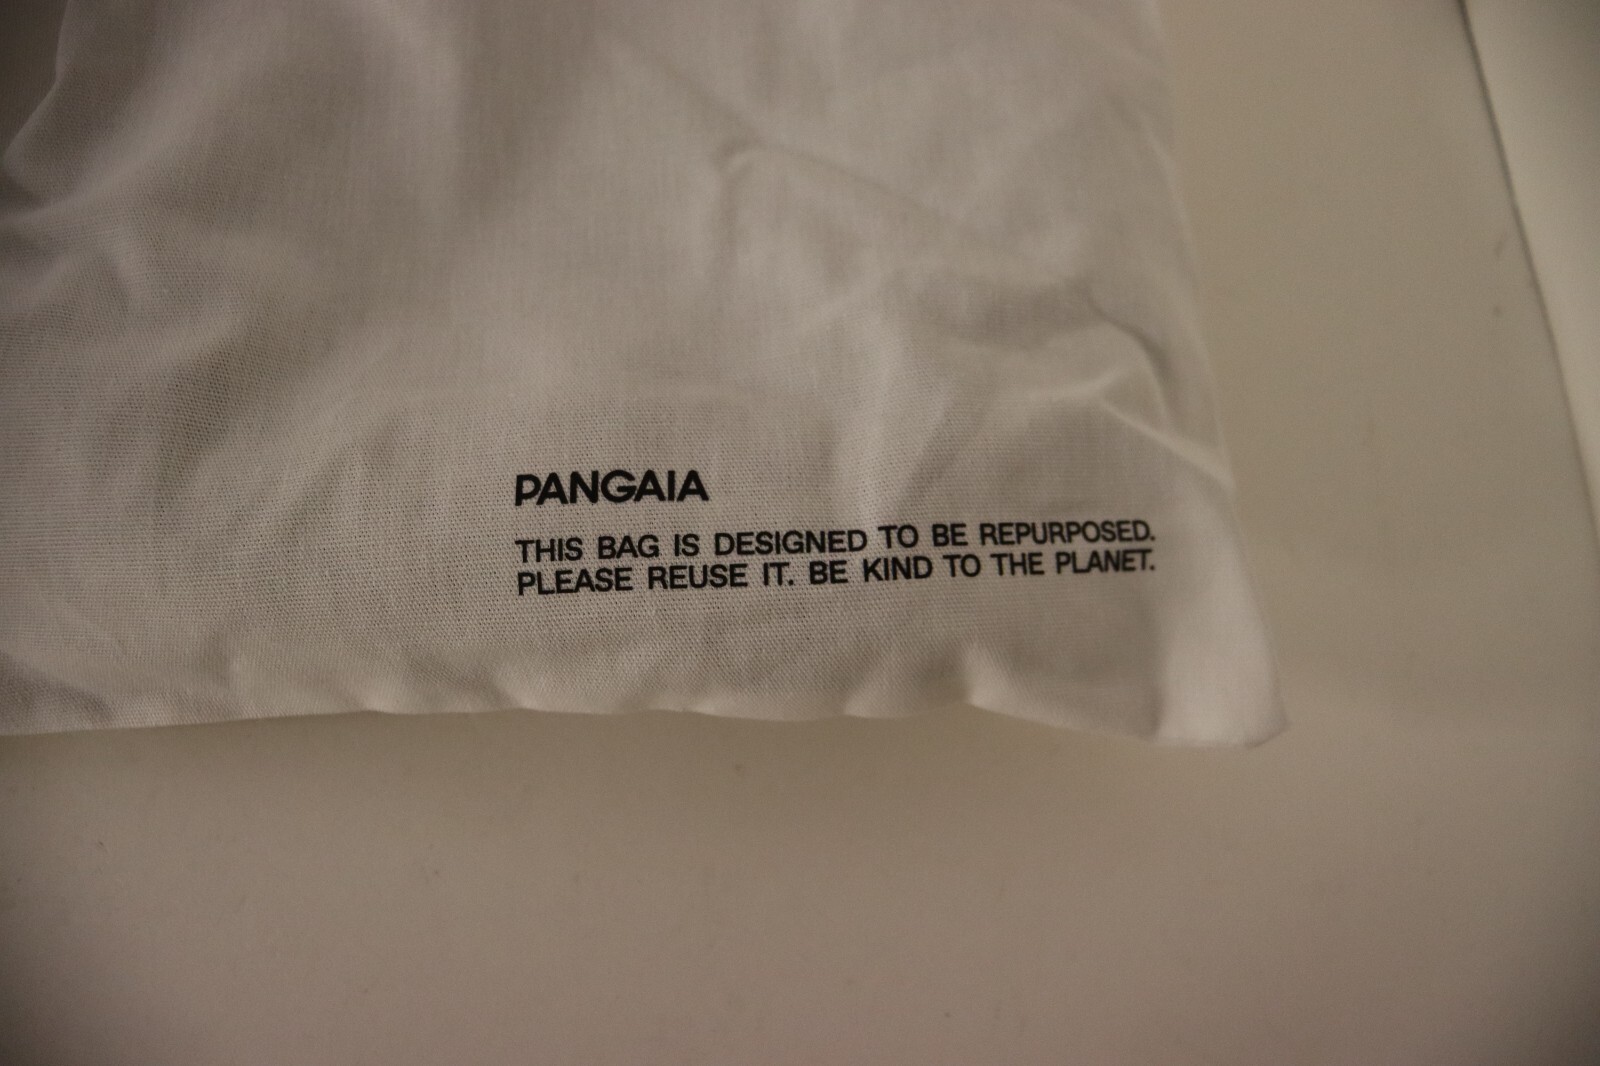 PANGAIA
THIS BAG IS DESIGNED TO BE REPURPOSED.
PLEASE REUSE IT. BE KIND TO THE PLANET.